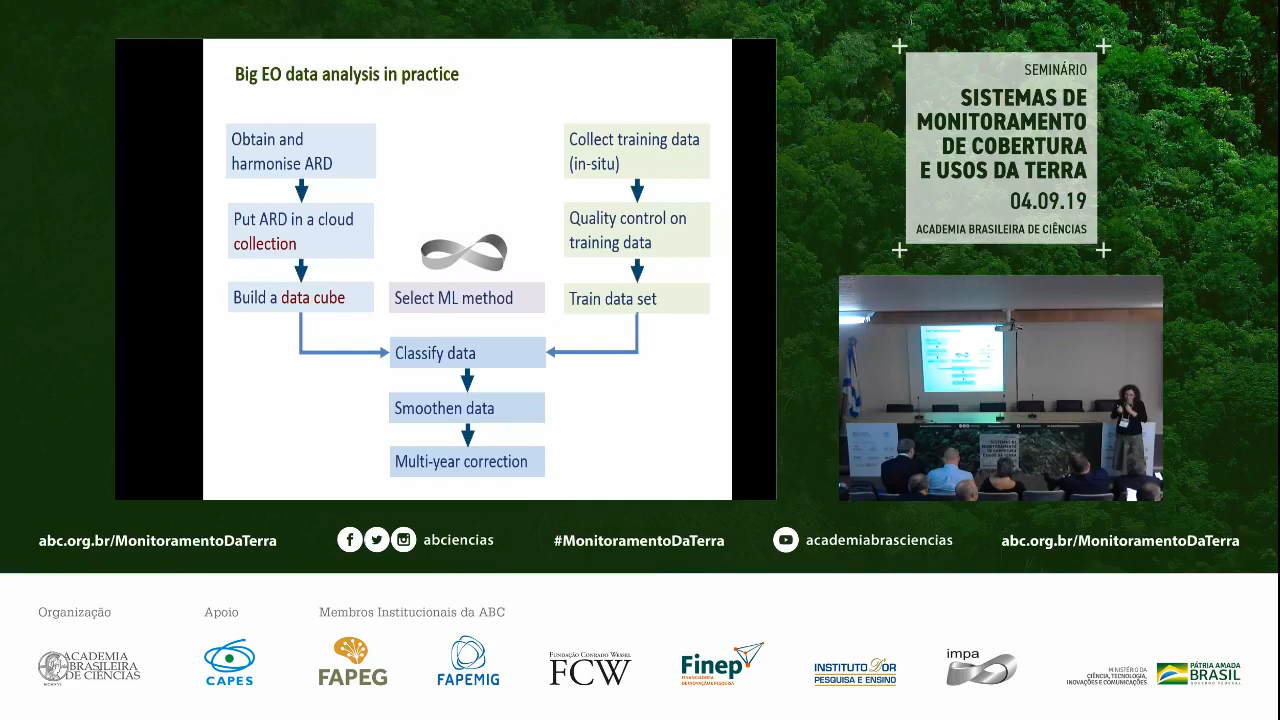 Big EO data analysis in practice
Obtain and
harmonise ARD
Put ARD in a cloud
collection
Build a data cube
Select ML method
Collect training data
(in-situ)
Quality control on
training data
Train data set
Classify data
Smoothen data
Multi-year correction
SEMINÁRIO
SISTEMAS DE
MONITORAMENTO
DE COBERTURA
E USOS DA TERRA
04.09.19
ACADEMIA BRASILEIRA DE CIÊNCIAS
abc.org.br/MonitoramentoDaTerra
abciencias
#MonitoramentoDaTerra
academiabrasciencias
abc.org.br/MonitoramentoDaTerra
Organização
Apoio
Membros Institucionais da ABC
ACADEMIA
BRASILEIRA
DE CIÊNCIAS
CAPES
FAPEG
FAPEMIG
FUNDAÇÃO CONRADO WESSEL
FCW
Finep
FINANCIADORA
DE INOVAÇÃO E PESQUISA
INSTITUTO D'OR
PESQUISA E ENSINO
impa
MINISTÉRIO DA
CIÊNCIA, TECNOLOGIA,
INOVAÇÕES E COMUNICAÇÕES
PÁTRIA AMADA
BRASIL
GOVERNO FEDERAL